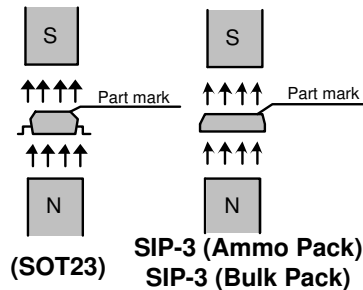 S
S
Part mark
Part mark
N
N
(SOT23)
SIP-3 (Ammo Pack)
SIP-3 (Bulk Pack)